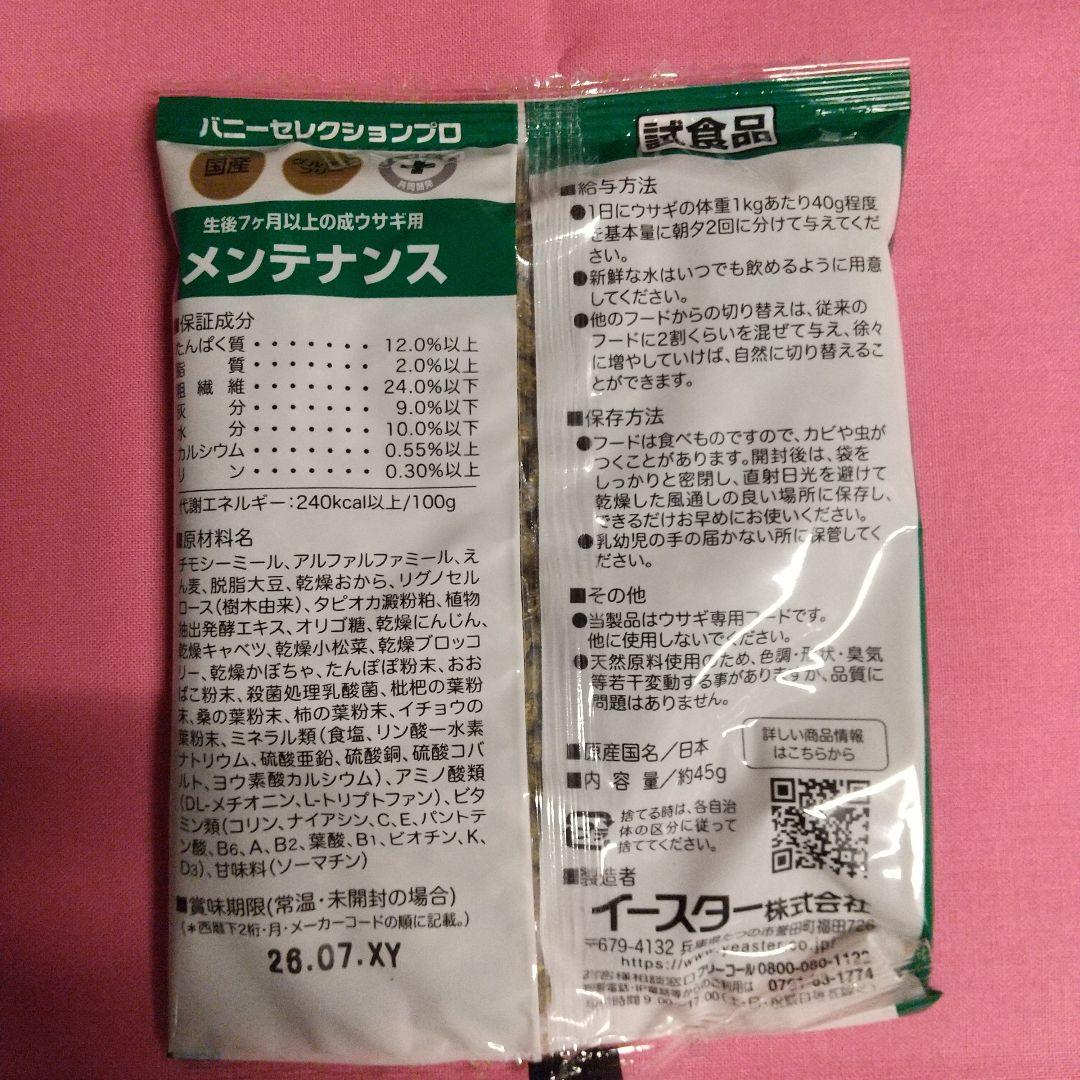 バニーセレクションプロ
国産
生後7ヶ月以上の成ウサギ用
メンテナンス
■保証成分
たんぱく質・・・・・・・12.0%以上
脂 質・・・・・・・2.0%以上
粗 繊 維・・・・・・・24.0%以下
灰 分・・・・・・・9.0%以下
水 分・・・・・・・10.0%以下
カルシウム・・・・・・・0.55%以上
リ ン・・・・・・・0.30%以上
代謝エネルギー:240kcal以上/100g
■原材料名
チモシーミール、アルファルファミール、え
ん麦、脱脂大豆、乾燥おから、リグノセル
ロース(樹木由来)、タピオカ澱粉粕、植物
抽出発酵エキス、オリゴ糖、乾燥にんじん、
乾燥キャベツ、乾燥小松菜、乾燥ブロッコ
リー、乾燥かぼちゃ、たんぽぽ粉末、おお
ばこ粉末、殺菌処理乳酸菌、枇杷の葉粉
末、桑の葉粉末、柿の葉粉末、イチョウの
葉粉末、ミネラル類(食塩、リン酸一水素
ナトリウム、硫酸亜鉛、硫酸銅、硫酸コバ
ルト、ヨウ素酸カルシウム)、アミノ酸類
(DL-メチオニン、L-トリプトファン)、ビタ
ミン類(コリン、ナイアシン、C、E、パントテ
ン酸、B6、A、B2、葉酸、B1、ビオチン、K、
D3)、甘味料(ソーマチン)
■賞味期限(常温・未開封の場合)
(*西暦下2桁・月・メーカーコードの順に記載。)
26.07.XY
試食品
■給与方法
●1日にウサギの体重1kgあたり40g程度
を基本量に朝夕2回に分けて与えてくだ
さい。
●新鮮な水はいつでも飲めるように用意
してください。
●他のフードからの切り替えは、従来の
フードに2割くらいを混ぜて与え、徐々
に増やしていけば、自然に切り替えるこ
とができます。
■保存方法
●フードは食べものですので、カビや虫が
つくことがあります。開封後は、袋を
しっかりと密閉し、直射日光を避けて
乾燥した風通しの良い場所に保存し、
できるだけお早めにお使いください。
●乳幼児の手の届かない所に保管してく
ださい。
■その他
●当製品はウサギ専用フードです。
他に使用しないでください。
●天然原料使用のため、色調・形状・臭気
等若干変動する事がありますが、品質に
問題はありません。
■原産国名/日本
■内 容 量/約45g
詳しい商品情報
はこちらから
捨てる時は、各自治
体の区分に従って
捨ててください。
■製造者
イースター株式会社
〒679-4132 兵庫県たつの市誉田町福田726
https://www.yeaster.co.jp/
フリーコール0800-080-1122